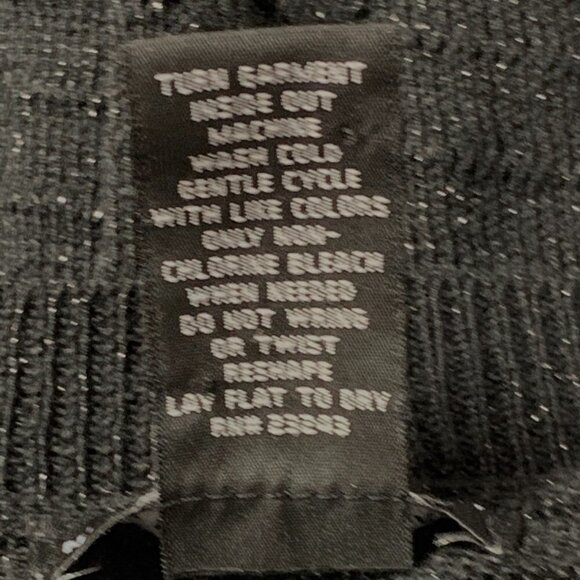 TURN GARMENT
INSIDE OUT
MACHINE
WASH COLD
GENTLE CYCLE
WITH LIKE COLORS
ONLY NON-
CHLORINE BLEACH
WHEN NEEDED
DO NOT WRING
OR TWIST
RESHAPE
LAY FLAT TO DRY
RN#